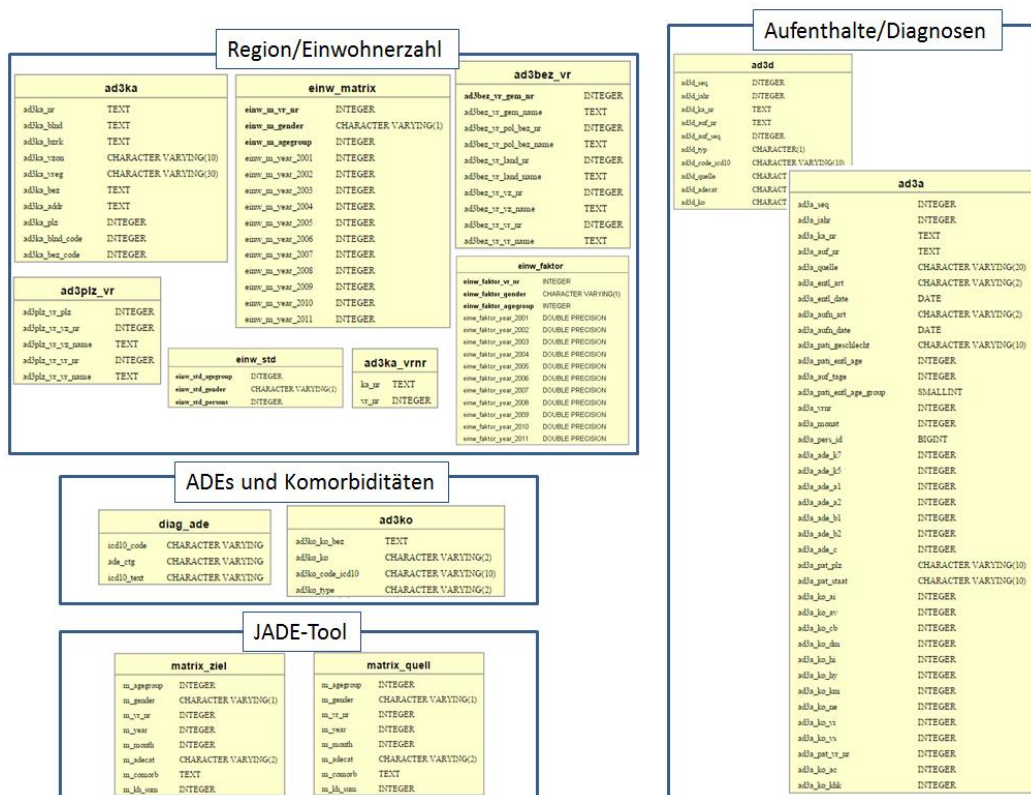 Region/Einwohnerzahl
ad3ka
ad3ka_nr TEXT
ad3ka_blnd TEXT
ad3ka_bzrk TEXT
ad3ka_vzon CHARACTER VARYING(10)
ad3ka_vreg CHARACTER VARYING(30)
ad3ka_bez TEXT
ad3ka_addr TEXT
ad3ka_plz INTEGER
ad3ka_blnd_code INTEGER
ad3ka_bez_code INTEGER
einw_matrix
einw_m_vr_nr INTEGER
einw_m_gender CHARACTER VARYING(1)
einw_m_agegroup INTEGER
einw_m_year_2001 INTEGER
einw_m_year_2002 INTEGER
einw_m_year_2003 INTEGER
einw_m_year_2004 INTEGER
einw_m_year_2005 INTEGER
einw_m_year_2006 INTEGER
einw_m_year_2007 INTEGER
einw_m_year_2008 INTEGER
einw_m_year_2009 INTEGER
einw_m_year_2010 INTEGER
einw_m_year_2011 INTEGER
ad3bez_vr
ad3bez_vr_gem_nr INTEGER
ad3bez_vr_gem_name TEXT
ad3bez_vr_pol_bez_nr INTEGER
ad3bez_vr_pol_bez_name TEXT
ad3bez_vr_land_nr INTEGER
ad3bez_vr_land_name TEXT
ad3bez_vr_vz_nr INTEGER
ad3bez_vr_vz_name TEXT
ad3bez_vr_vr_nr INTEGER
ad3bez_vr_vr_name TEXT
ad3plz_vr
ad3plz_vr_plz INTEGER
ad3plz_vr_vz_nr INTEGER
ad3plz_vr_vz_name TEXT
ad3plz_vr_vr_nr INTEGER
ad3plz_vr_vr_name TEXT
einw_std
einw_std_agegroup INTEGER
einw_std_gender CHARACTER VARYING(1)
einw_std_persons INTEGER
ad3ka_vrnr
ka_nr TEXT
vr_nr INTEGER
einw_faktor
einw_faktor_vr_nr INTEGER
einw_faktor_gender CHARACTER VARYING(1)
einw_faktor_agegroup INTEGER
einw_faktor_year_2001 DOUBLE PRECISION
einw_faktor_year_2002 DOUBLE PRECISION
einw_faktor_year_2003 DOUBLE PRECISION
einw_faktor_year_2004 DOUBLE PRECISION
einw_faktor_year_2005 DOUBLE PRECISION
einw_faktor_year_2006 DOUBLE PRECISION
einw_faktor_year_2007 DOUBLE PRECISION
einw_faktor_year_2008 DOUBLE PRECISION
einw_faktor_year_2009 DOUBLE PRECISION
einw_faktor_year_2010 DOUBLE PRECISION
einw_faktor_year_2011 DOUBLE PRECISION
ADEs und Komorbiditäten
diag_ade
icd10_code CHARACTER VARYING
ade_ctg CHARACTER VARYING
icd10_text CHARACTER VARYING
ad3ko
ad3ko_ko_bez TEXT
ad3ko_ko CHARACTER VARYING(2)
ad3ko_code_icd10 CHARACTER VARYING(10)
ad3ko_type CHARACTER VARYING(2)
JADE-Tool
matrix_ziel
m_agegroup INTEGER
m_gender CHARACTER VARYING(1)
m_vr_nr INTEGER
m_year INTEGER
m_month INTEGER
m_adecat CHARACTER VARYING(2)
m_comorb TEXT
m_kh_sum INTEGER
matrix_quell
m_agegroup INTEGER
m_gender CHARACTER VARYING(1)
m_vr_nr INTEGER
m_year INTEGER
m_month INTEGER
m_adecat CHARACTER VARYING(2)
m_comorb TEXT
m_kh_sum INTEGER
Aufenthalte/Diagnosen
ad3d
ad3d_seq INTEGER
ad3d_jahr INTEGER
ad3d_ka_nr TEXT
ad3d_auf_nr TEXT
ad3d_auf_seq INTEGER
ad3d_typ CHARACTER(1)
ad3d_code_icd10 CHARACTER VARYING(10)
ad3d_quelle CHARACT
ad3d_adecat CHARACT
ad3d_ko CHARACT
ad3a
ad3a_seq INTEGER
ad3a_jahr INTEGER
ad3a_ka_nr TEXT
ad3a_auf_nr TEXT
ad3a_quelle CHARACTER VARYING(20)
ad3a_entl_art CHARACTER VARYING(2)
ad3a_entl_date DATE
ad3a_aufn_art CHARACTER VARYING(2)
ad3a_aufn_date DATE
ad3a_pati_geschlecht CHARACTER VARYING(10)
ad3a_pati_entl_age INTEGER
ad3a_auf_tage INTEGER
ad3a_pati_entl_age_group SMALLINT
ad3a_vrnr INTEGER
ad3a_monat INTEGER
ad3a_pers_id BIGINT
ad3a_ade_k7 INTEGER
ad3a_ade_k5 INTEGER
ad3a_ade_a1 INTEGER
ad3a_ade_a2 INTEGER
ad3a_ade_b1 INTEGER
ad3a_ade_b2 INTEGER
ad3a_ade_c INTEGER
ad3a_pat_plz CHARACTER VARYING(10)
ad3a_pat_staat CHARACTER VARYING(10)
ad3a_ko_ai INTEGER
ad3a_ko_av INTEGER
ad3a_ko_cb INTEGER
ad3a_ko_dm INTEGER
ad3a_ko_hi INTEGER
ad3a_ko_hy INTEGER
ad3a_ko_km INTEGER
ad3a_ko_ne INTEGER
ad3a_ko_vi INTEGER
ad3a_ko_vs INTEGER
ad3a_pat_vr_nr INTEGER
ad3a_ko_ac INTEGER
ad3a_ko_khk INTEGER